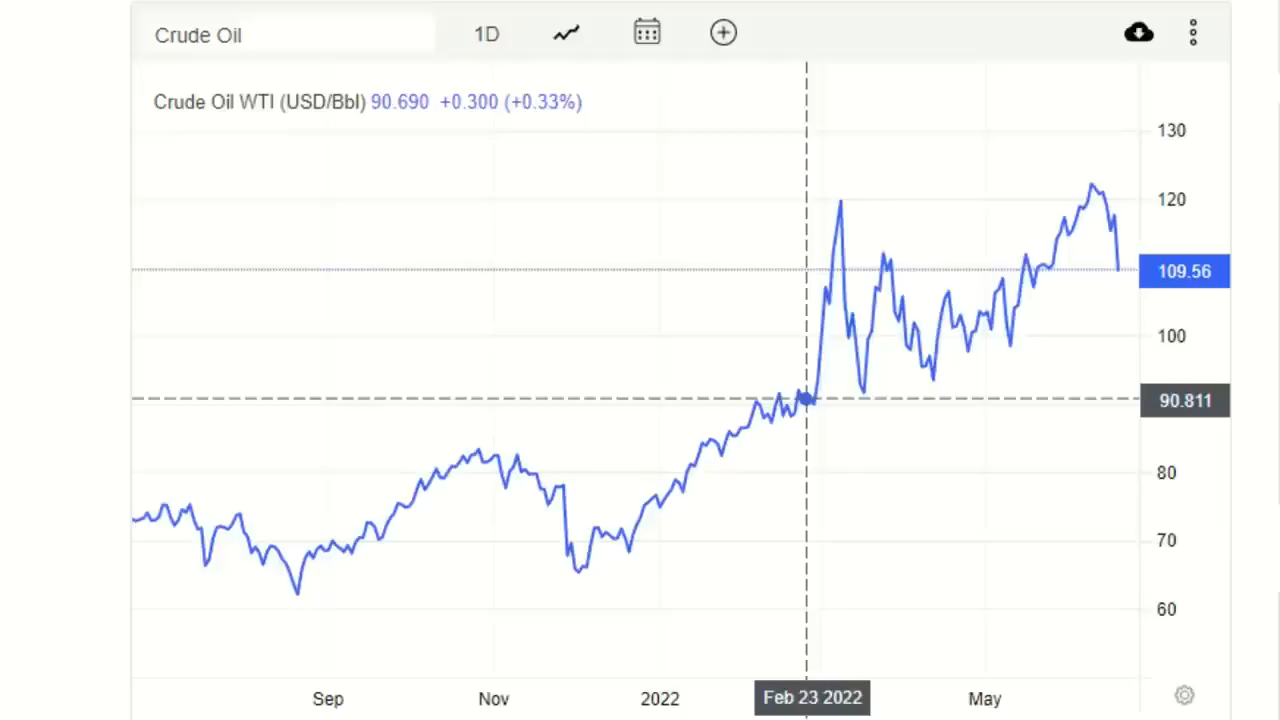 Crude Oil
1D
Crude Oil WTI (USD/Bbl) 90.690 +0.300 (+0.33%)
130
120
109.56
100
90.811
80
70
60
Sep Nov 2022 Feb 23 2022 May